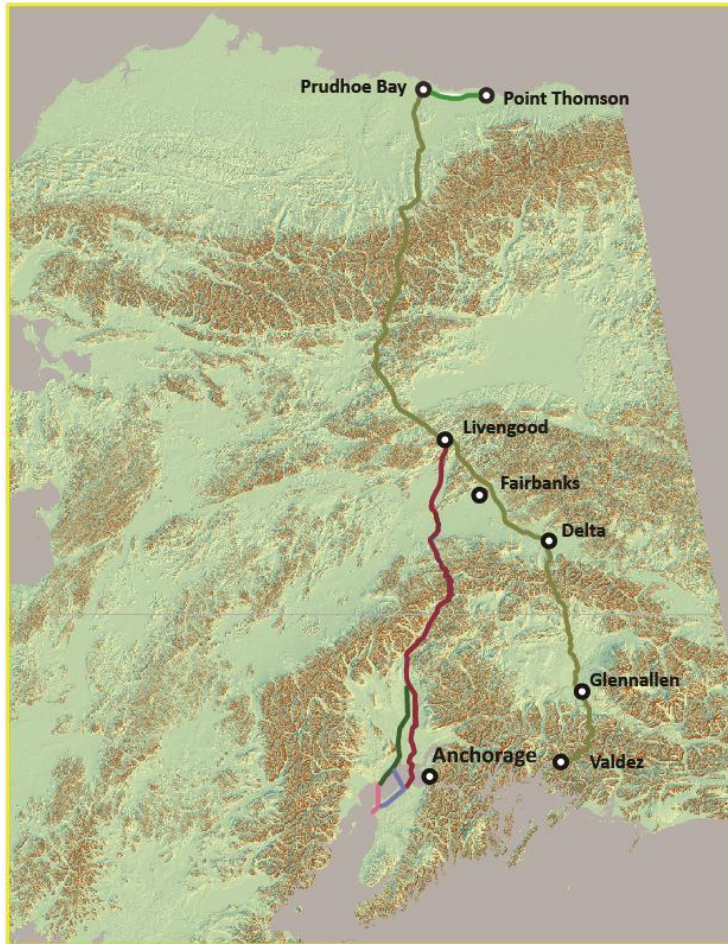 Prudhoe Bay
Point Thomson
Livengood
Fairbanks
Delta
Glennallen
Anchorage
Valdez